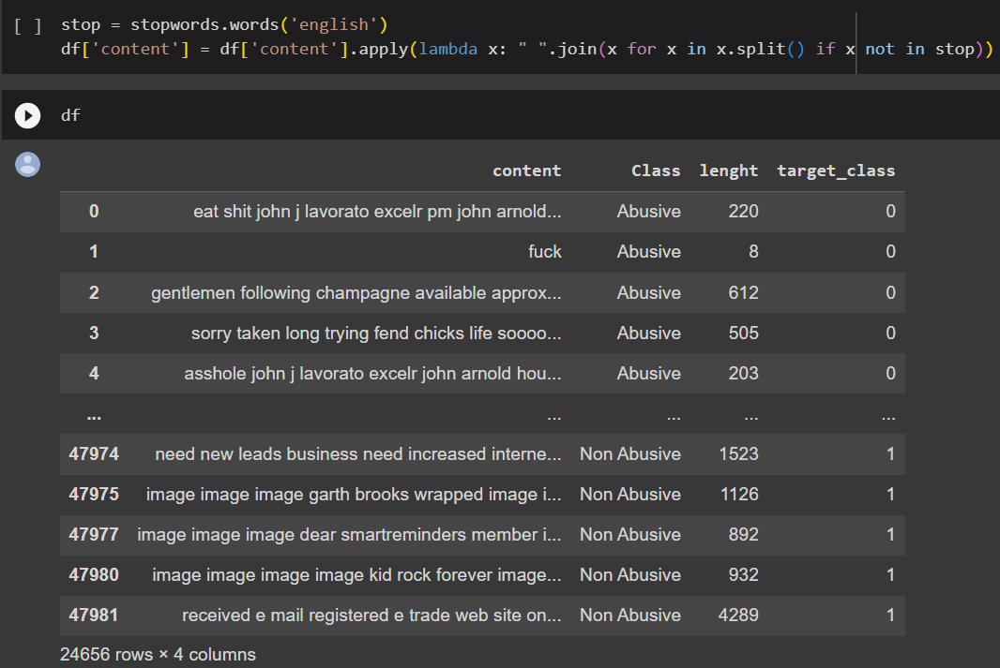 [ ] stop = stopwords.words('english')
df['content'] = df['content'].apply(lambda x: " ".join(x for x in x.split() if x not in stop))
df
content Class lenght target_class
0 eat shit john j lavorato excelr pm john arnold... Abusive 220 0
1 fuck Abusive 8 0
2 gentlemen following champagne available approx... Abusive 612 0
3 sorry taken long trying fend chicks life soooo... Abusive 505 0
4 asshole john j lavorato excelr john arnold hou... Abusive 203 0
... ... ... ... ...
47974 need new leads business need increased interne... Non Abusive 1523 1
47975 image image image garth brooks wrapped image i... Non Abusive 1126 1
47977 image image image dear smartreminders member i... Non Abusive 892 1
47980 image image image image kid rock forever image... Non Abusive 932 1
47981 received e mail registered e trade web site on... Non Abusive 4289 1
24656 rows × 4 columns